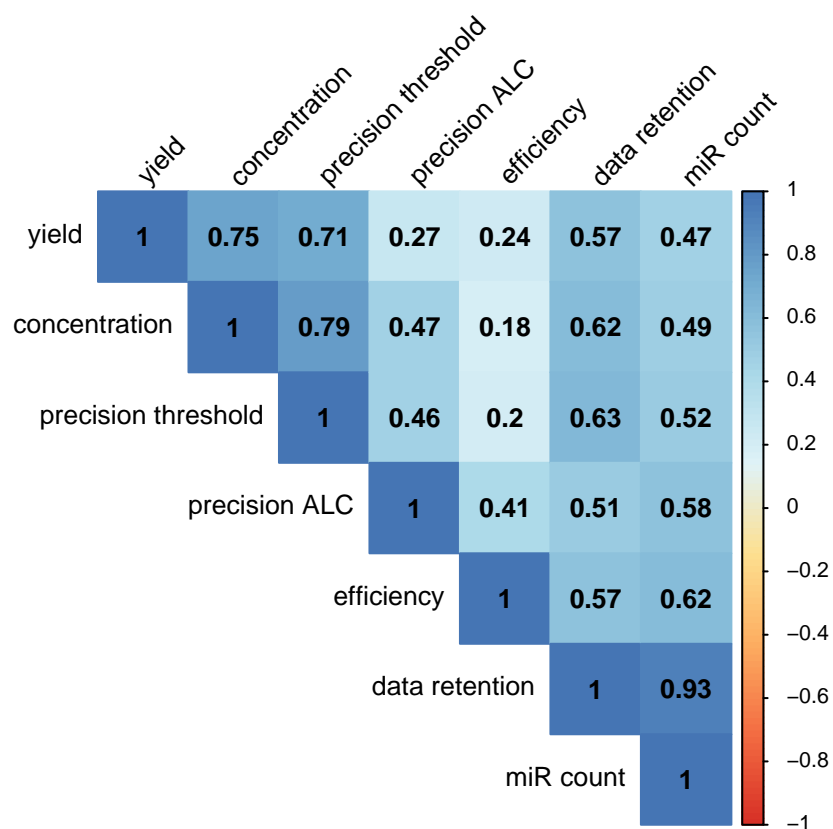 yield
concentration
precision threshold
precision ALC
efficiency
data retention
miR count
yield 1 0.75 0.71 0.27 0.24 0.57 0.47
concentration 1 0.79 0.47 0.18 0.62 0.49
precision threshold 1 0.46 0.2 0.63 0.52
precision ALC 1 0.41 0.51 0.58
efficiency 1 0.57 0.62
data retention 1 0.93
miR count 1
1
0.8
0.6
0.4
0.2
0
−0.2
−0.4
−0.6
−0.8
−1